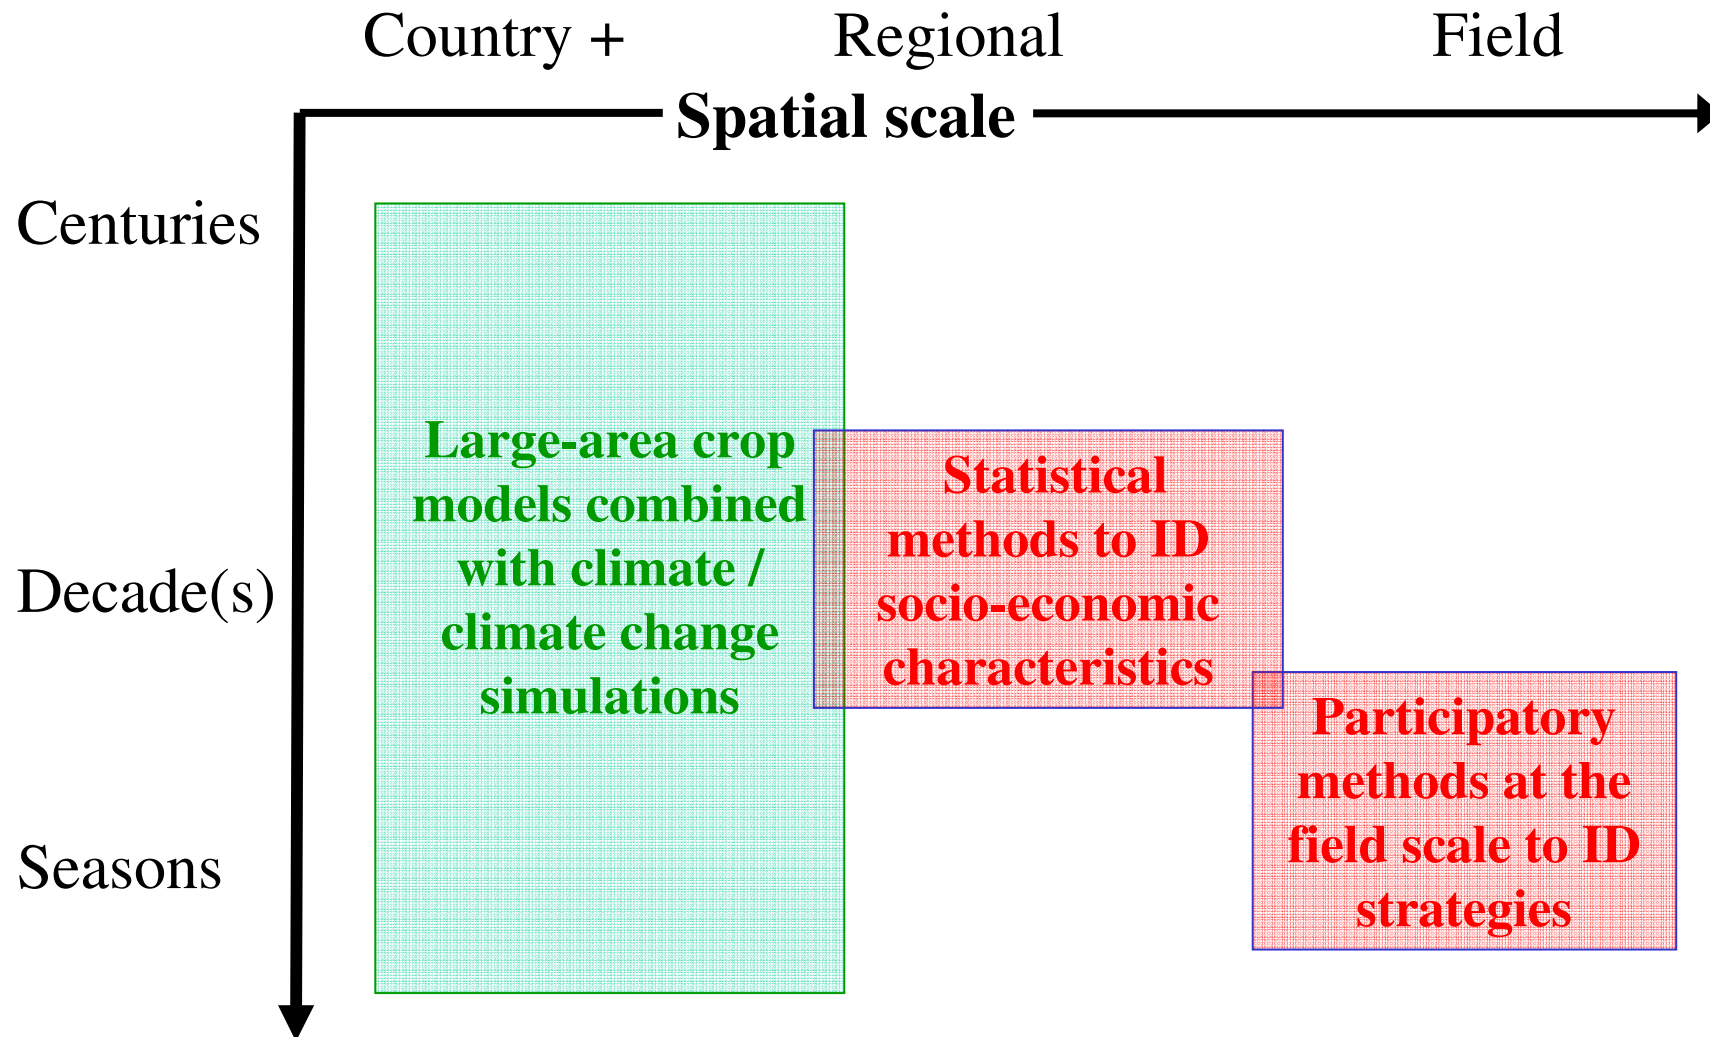 Country +
Regional
Field
Spatial scale
Centuries
Decade(s)
Seasons
Large-area crop
models combined
with climate /
climate change
simulations
Statistical
methods to ID
socio-economic
characteristics
Participatory
methods at the
field scale to ID
strategies